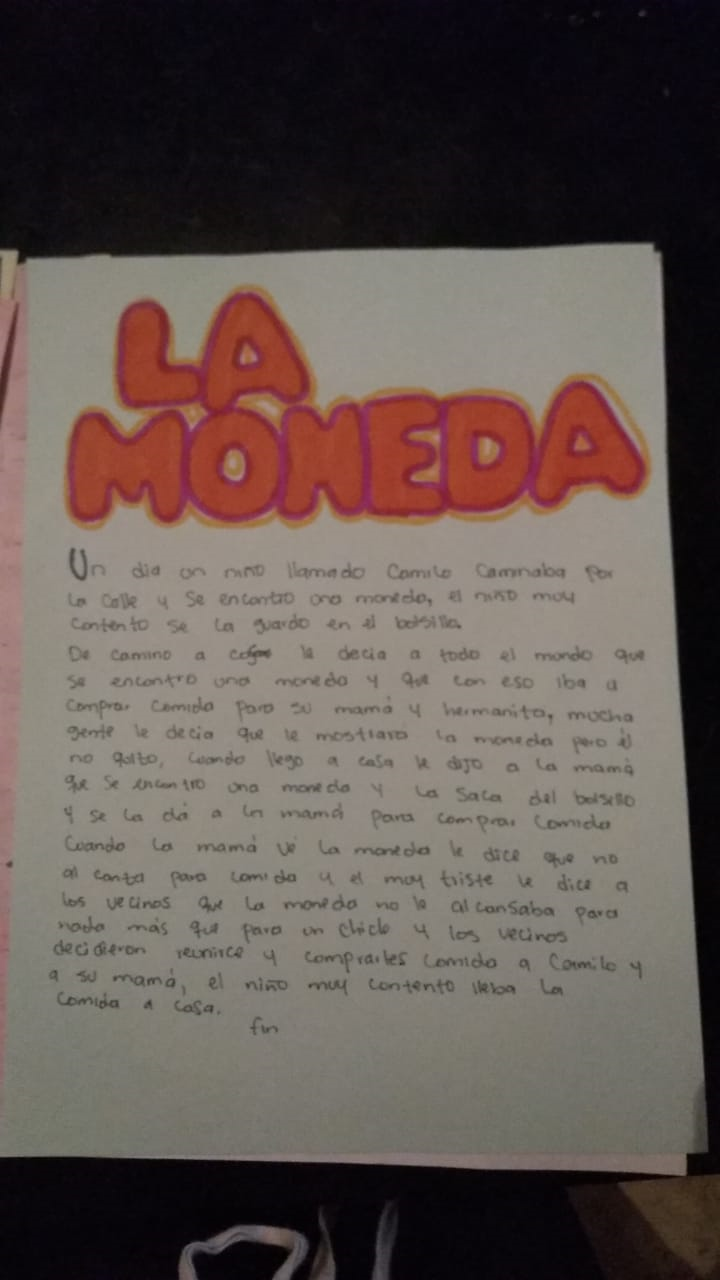 LA
MONEDA
Un dia un niño llamado Camilo Caminaba por
la Calle y Se encontro una moneda, el niño muy
Contento Se la guardo en el bolsillo.
De camino a le decia a todo el mundo que
Se encontro una moneda y que con eso iba a
Comprar Comida para su mamá y hermanito, mucha
gente le decia que le mostrara la moneda pero él
no quito, Cuando llego a casa le dijo a la mamá
que Se encontro una moneda y la Saca del bolsillo
y se la dá a la mamá para comprar Comida
Cuando la mamá vé la moneda le dice que no
al canta para comida y el muy triste le dice a
los vecinos que la moneda no le alcansaba para
nada más que para un chicle y los vecinos
decidieron reunirce y comprarles Comida a Camilo y
a su mamá, el niño muy contento lleba la
Comida a casa.
fin